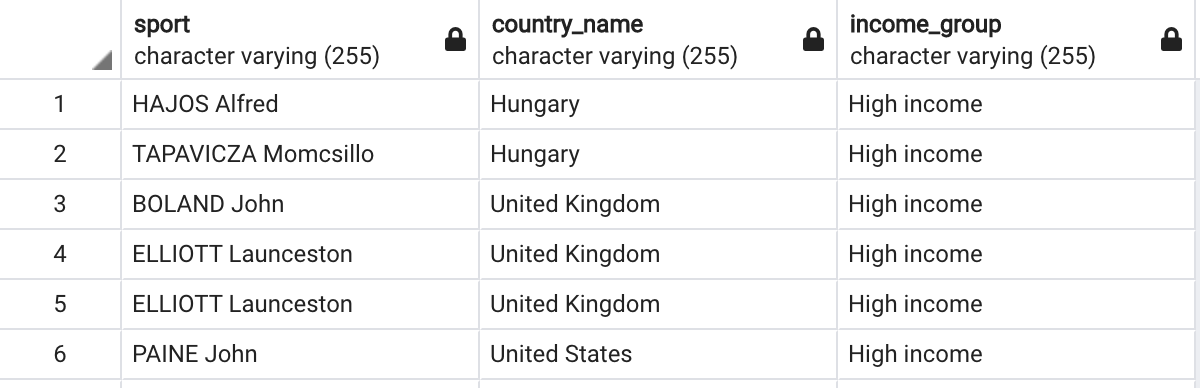 sport country_name income_group
character varying (255) character varying (255) character varying (255)
1 HAJOS Alfred Hungary High income
2 TAPAVICZA Momcsillo Hungary High income
3 BOLAND John United Kingdom High income
4 ELLIOTT Launceston United Kingdom High income
5 ELLIOTT Launceston United Kingdom High income
6 PAINE John United States High income